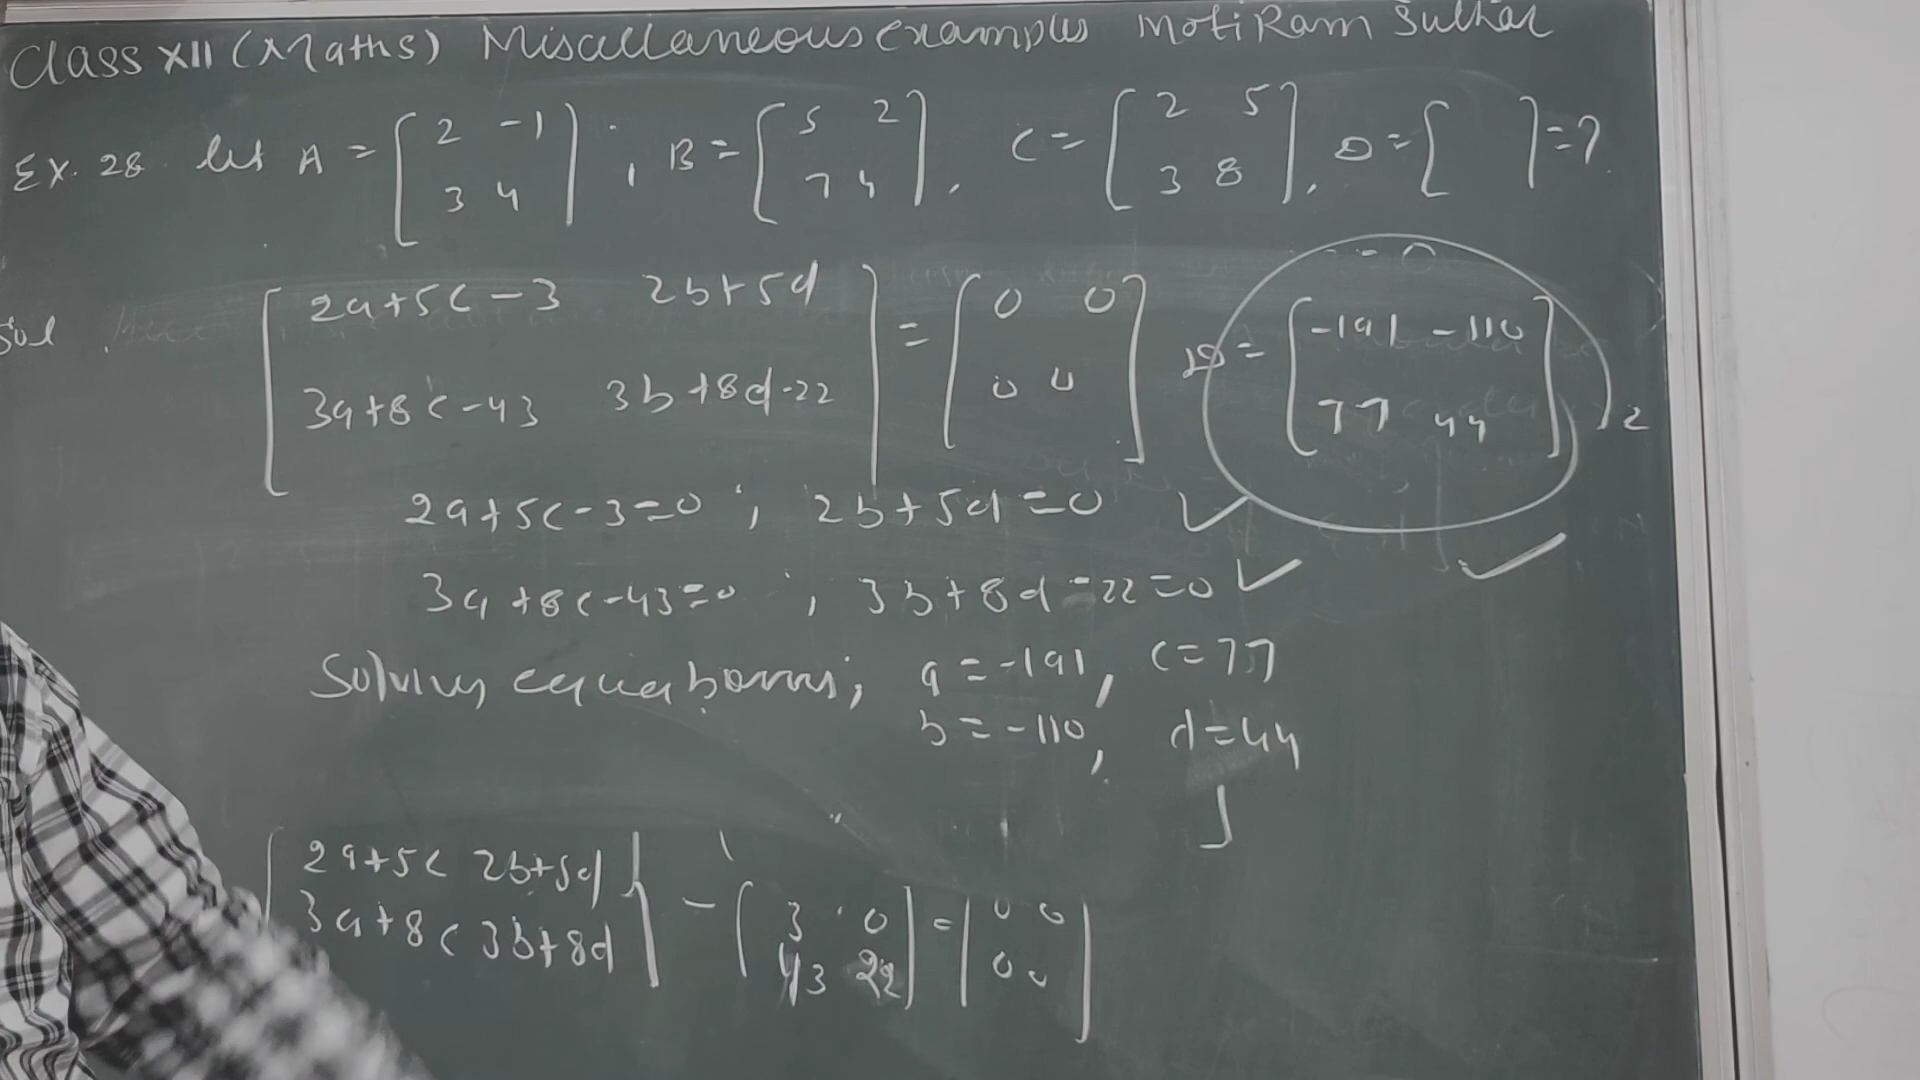 Class XII (Maths) Miscellaneous examples Moti Ram Suthar
Ex. 28. let A = [ 2 -1 ; B = [ 5 2 ], C = [ 2 5 ], D = [ ] = ?
3 4 ] 7 4 ] 3 8 ]
Sol [ 2a+5c-3 2b+5d ] = [ 0 0 ] D = [ -191 -110
3a+8c-43 3b+8d-22 ] 0 0 ] 77 44 ] 2
2a+5c-3=0 ; 2b+5d=0 ✓
3a+8c-43=0 ; 3b+8d-22=0 ✓
Solving equations; a=-191, c=77
b=-110, d=44
[ 2a+5c 2b+5d ] - [ 3 0 ] = [ 0 0 ]
3a+8c 3b+8d ] 43 22 ] 0 0 ]